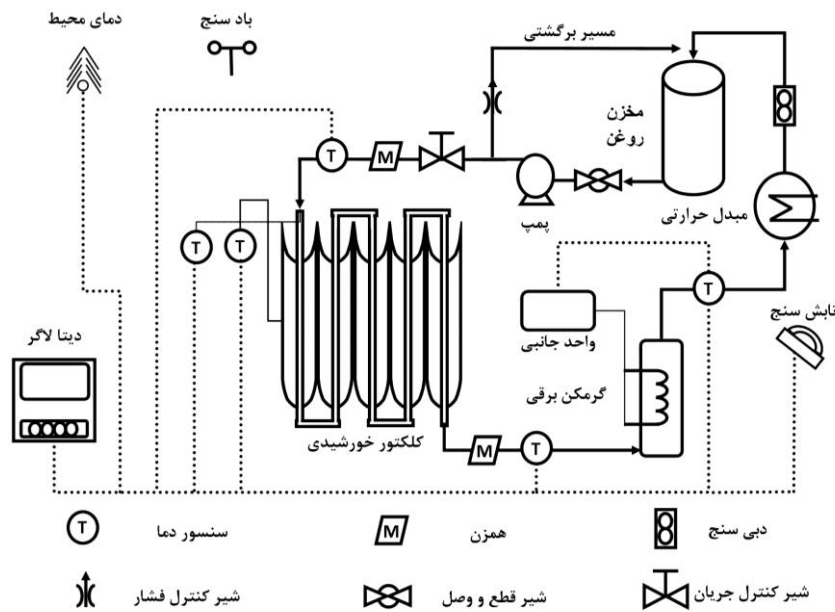 دمای محیط
باد سنج
مسیر برگشتی
مخزن
روغن
T
M
پمپ
مبدل حرارتی
T
T
T
تابش سنج
واحد جانبی
دیتا لاگر
گرمکن برقی
کلکتور خورشیدی
M
T
T
سنسور دما
M
همزن
دبی سنج
شیر کنترل فشار
شیر قطع و وصل
شیر کنترل جریان